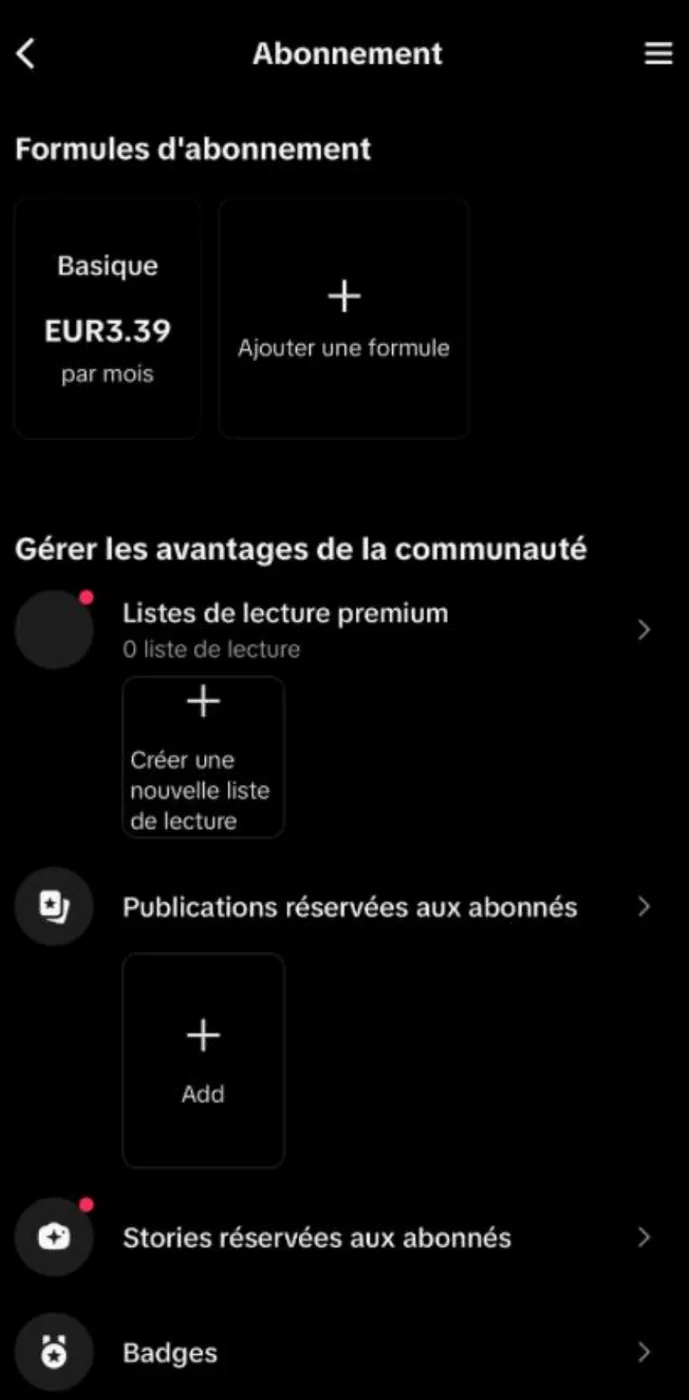 Abonnement
Formules d'abonnement
Basique
EUR3.39
par mois
Ajouter une formule
Gérer les avantages de la communauté
Listes de lecture premium
0 liste de lecture
Créer une
nouvelle liste
de lecture
Publications réservées aux abonnés
Add
Stories réservées aux abonnés
Badges